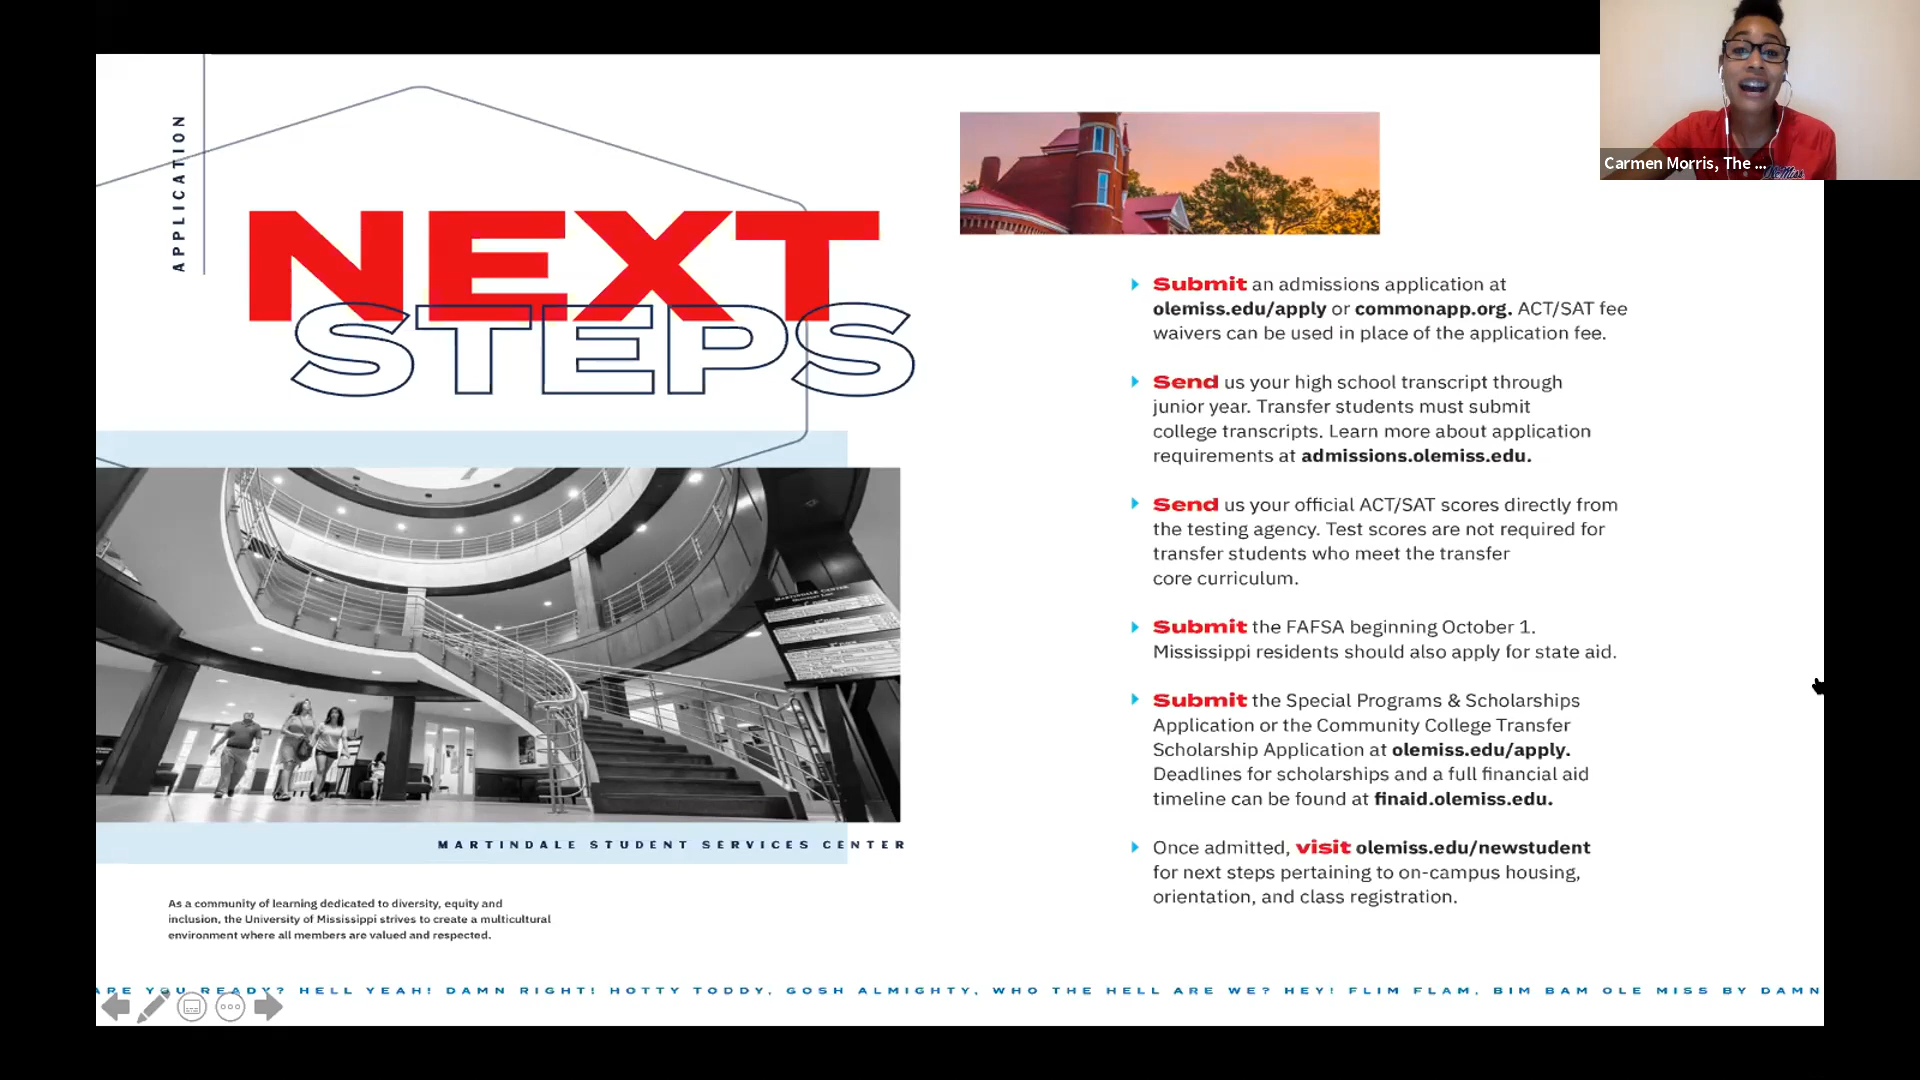 APPLICATION
NEXT
STEPS
MARTINDALE CENTER
MARTINDALE STUDENT SERVICES CENTER
As a community of learning dedicated to diversity, equity and
inclusion, the University of Mississippi strives to create a multicultural
environment where all members are valued and respected.
Submit an admissions application at
olemiss.edu/apply or commonapp.org. ACT/SAT fee
waivers can be used in place of the application fee.
Send us your high school transcript through
junior year. Transfer students must submit
college transcripts. Learn more about application
requirements at admissions.olemiss.edu.
Send us your official ACT/SAT scores directly from
the testing agency. Test scores are not required for
transfer students who meet the transfer
core curriculum.
Submit the FAFSA beginning October 1.
Mississippi residents should also apply for state aid.
Submit the Special Programs & Scholarships
Application or the Community College Transfer
Scholarship Application at olemiss.edu/apply.
Deadlines for scholarships and a full financial aid
timeline can be found at finaid.olemiss.edu.
Once admitted, visit olemiss.edu/newstudent
for next steps pertaining to on-campus housing,
orientation, and class registration.
ARE YOU READY? HELL YEAH! DAMN RIGHT! HOTTY TODDY, GOSH ALMIGHTY, WHO THE HELL ARE WE? HEY! FLIM FLAM, BIM BAM OLE MISS BY DAMN
Carmen Morris, The ...
Ole Miss